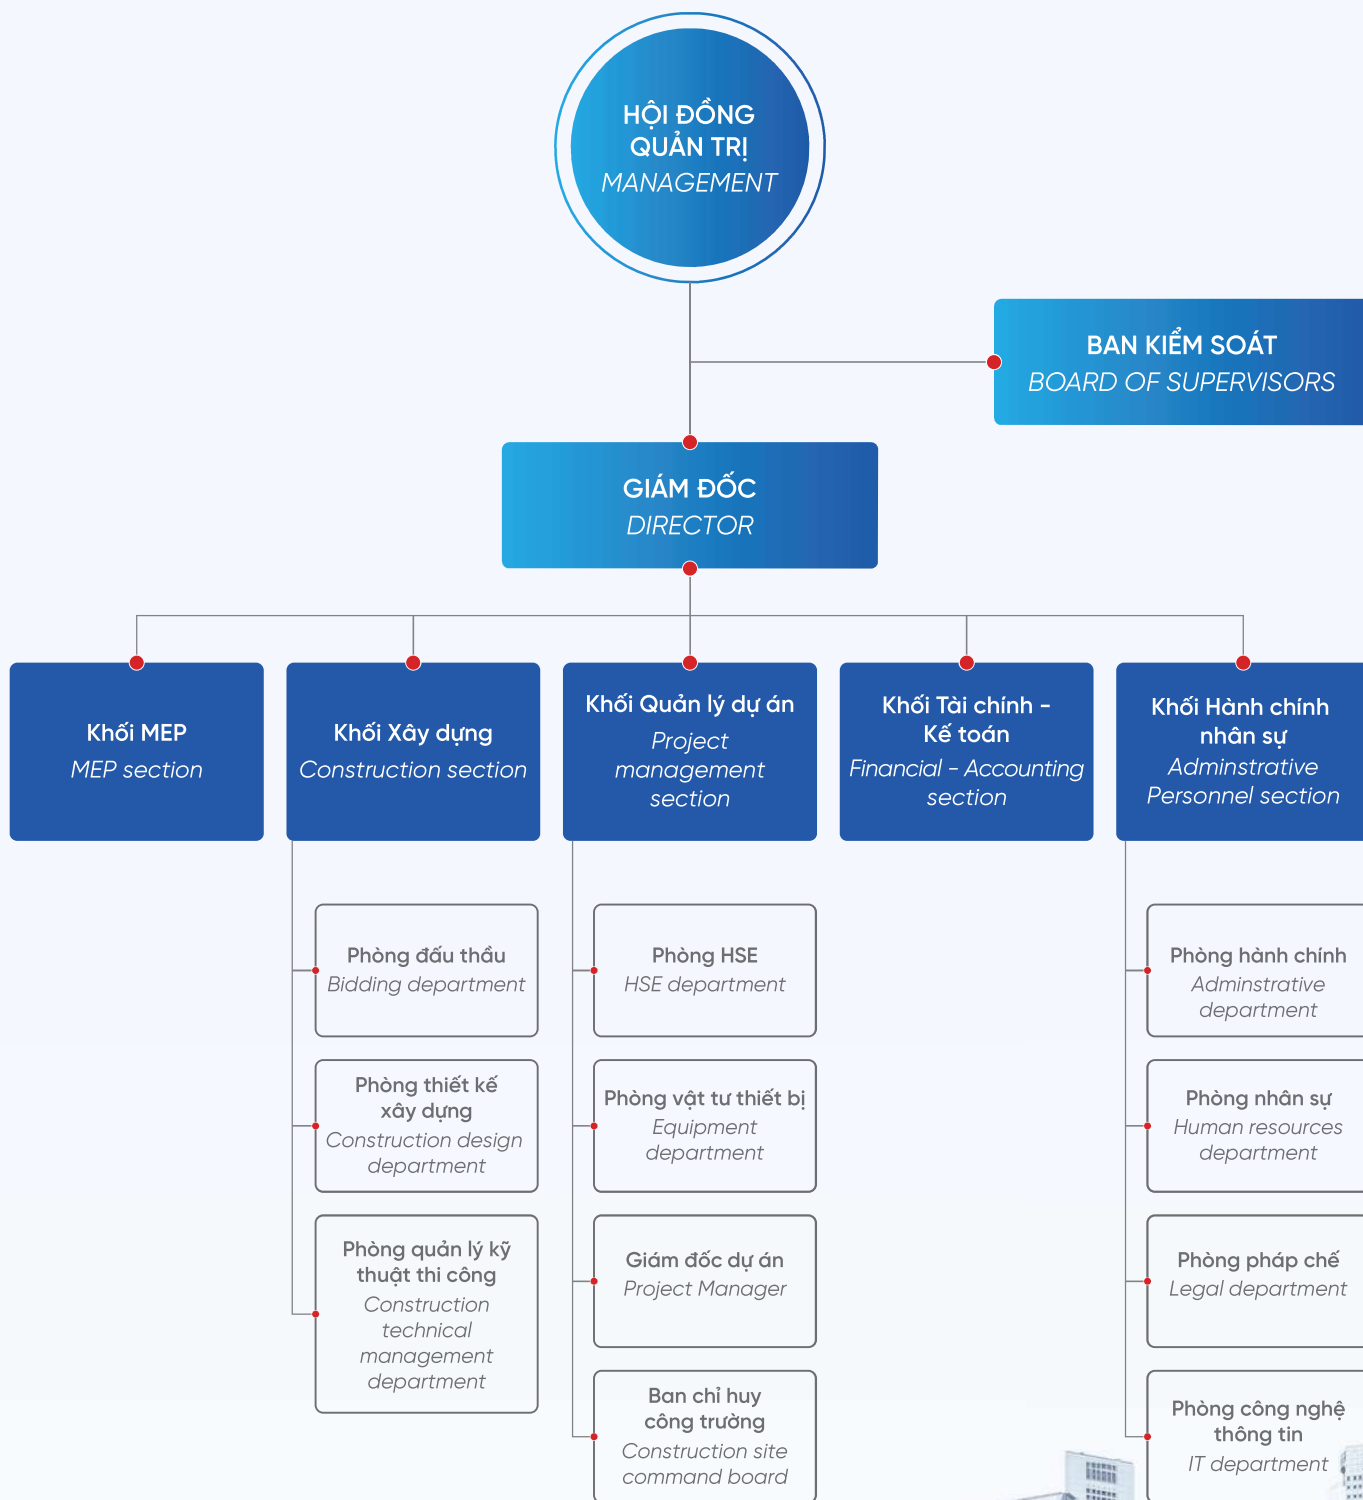 HỘI ĐỒNG
QUẢN TRỊ
MANAGEMENT
BAN KIỂM SOÁT
BOARD OF SUPERVISORS
GIÁM ĐỐC
DIRECTOR
Khối MEP
MEP section
Khối Xây dựng
Construction section
Khối Quản lý dự án
Project
management
section
Khối Tài chính -
Kế toán
Financial - Accounting
section
Khối Hành chính
nhân sự
Adminstrative
Personnel section
Phòng đấu thầu
Bidding department
Phòng thiết kế
xây dựng
Construction design
department
Phòng quản lý kỹ
thuật thi công
Construction
technical
management
department
Phòng HSE
HSE department
Phòng vật tư thiết bị
Equipment
department
Giám đốc dự án
Project Manager
Ban chỉ huy
công trường
Construction site
command board
Phòng hành chính
Adminstrative
department
Phòng nhân sự
Human resources
department
Phòng pháp chế
Legal department
Phòng công nghệ
thông tin
IT department